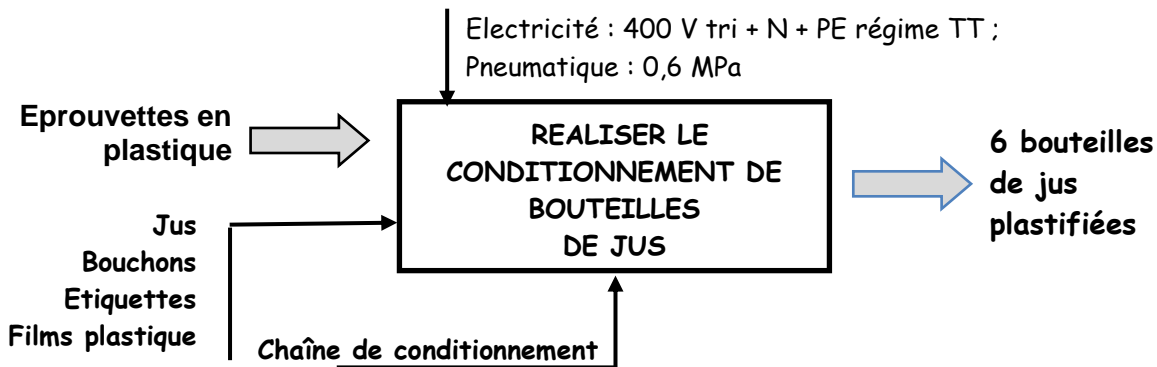 Electricité : 400 V tri + N + PE régime TT ;
Pneumatique : 0,6 MPa
Eprouvettes en
plastique
REALISER LE
CONDITIONNEMENT DE
BOUTEILLES
DE JUS
6 bouteilles
de jus
plastifiées
Jus
Bouchons
Etiquettes
Films plastique
Chaîne de conditionnement